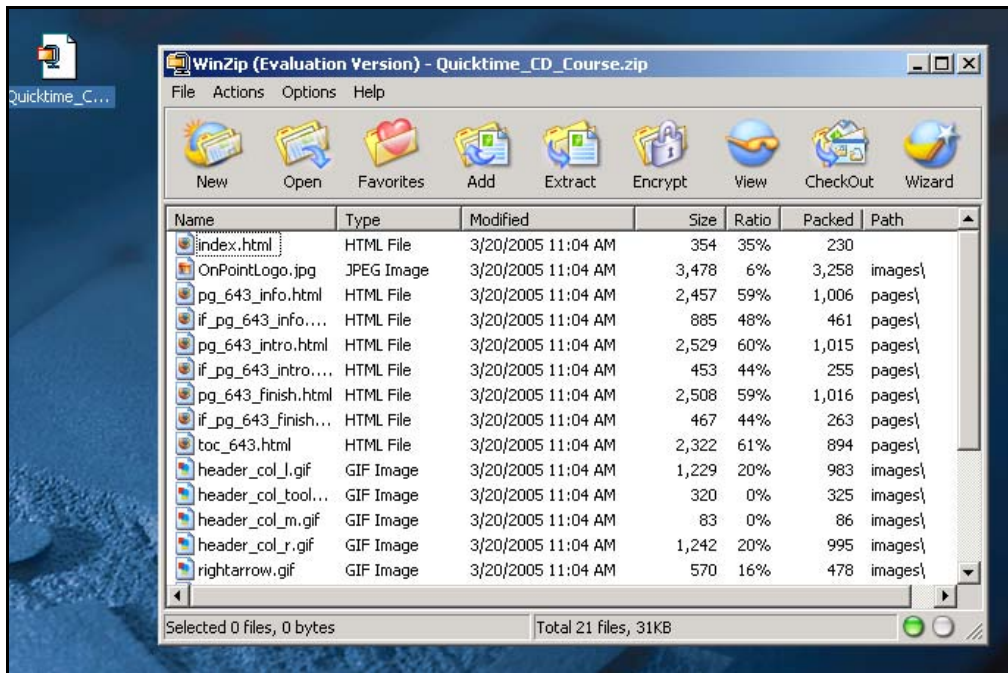 Quicktime_C...
WinZip (Evaluation Version) - Quicktime_CD_Course.zip
File Actions Options Help
New Open Favorites Add Extract Encrypt View CheckOut Wizard
Name Type Modified Size Ratio Packed Path
index.html HTML File 3/20/2005 11:04 AM 354 35% 230
OnPointLogo.jpg JPEG Image 3/20/2005 11:04 AM 3,478 6% 3,258 images\
pg_643_info.html HTML File 3/20/2005 11:04 AM 2,457 59% 1,006 pages\
if_pg_643_info.... HTML File 3/20/2005 11:04 AM 885 48% 461 pages\
pg_643_intro.html HTML File 3/20/2005 11:04 AM 2,529 60% 1,015 pages\
if_pg_643_intro.... HTML File 3/20/2005 11:04 AM 453 44% 255 pages\
pg_643_finish.html HTML File 3/20/2005 11:04 AM 2,508 59% 1,016 pages\
if_pg_643_finish... HTML File 3/20/2005 11:04 AM 467 44% 263 pages\
toc_643.html HTML File 3/20/2005 11:04 AM 2,322 61% 894 pages\
header_col_l.gif GIF Image 3/20/2005 11:04 AM 1,229 20% 983 images\
header_col_tool... GIF Image 3/20/2005 11:04 AM 320 0% 325 images\
header_col_m.gif GIF Image 3/20/2005 11:04 AM 83 0% 86 images\
header_col_r.gif GIF Image 3/20/2005 11:04 AM 1,242 20% 995 images\
rightarrow.gif GIF Image 3/20/2005 11:04 AM 570 16% 478 images\
Selected 0 files, 0 bytes Total 21 files, 31KB